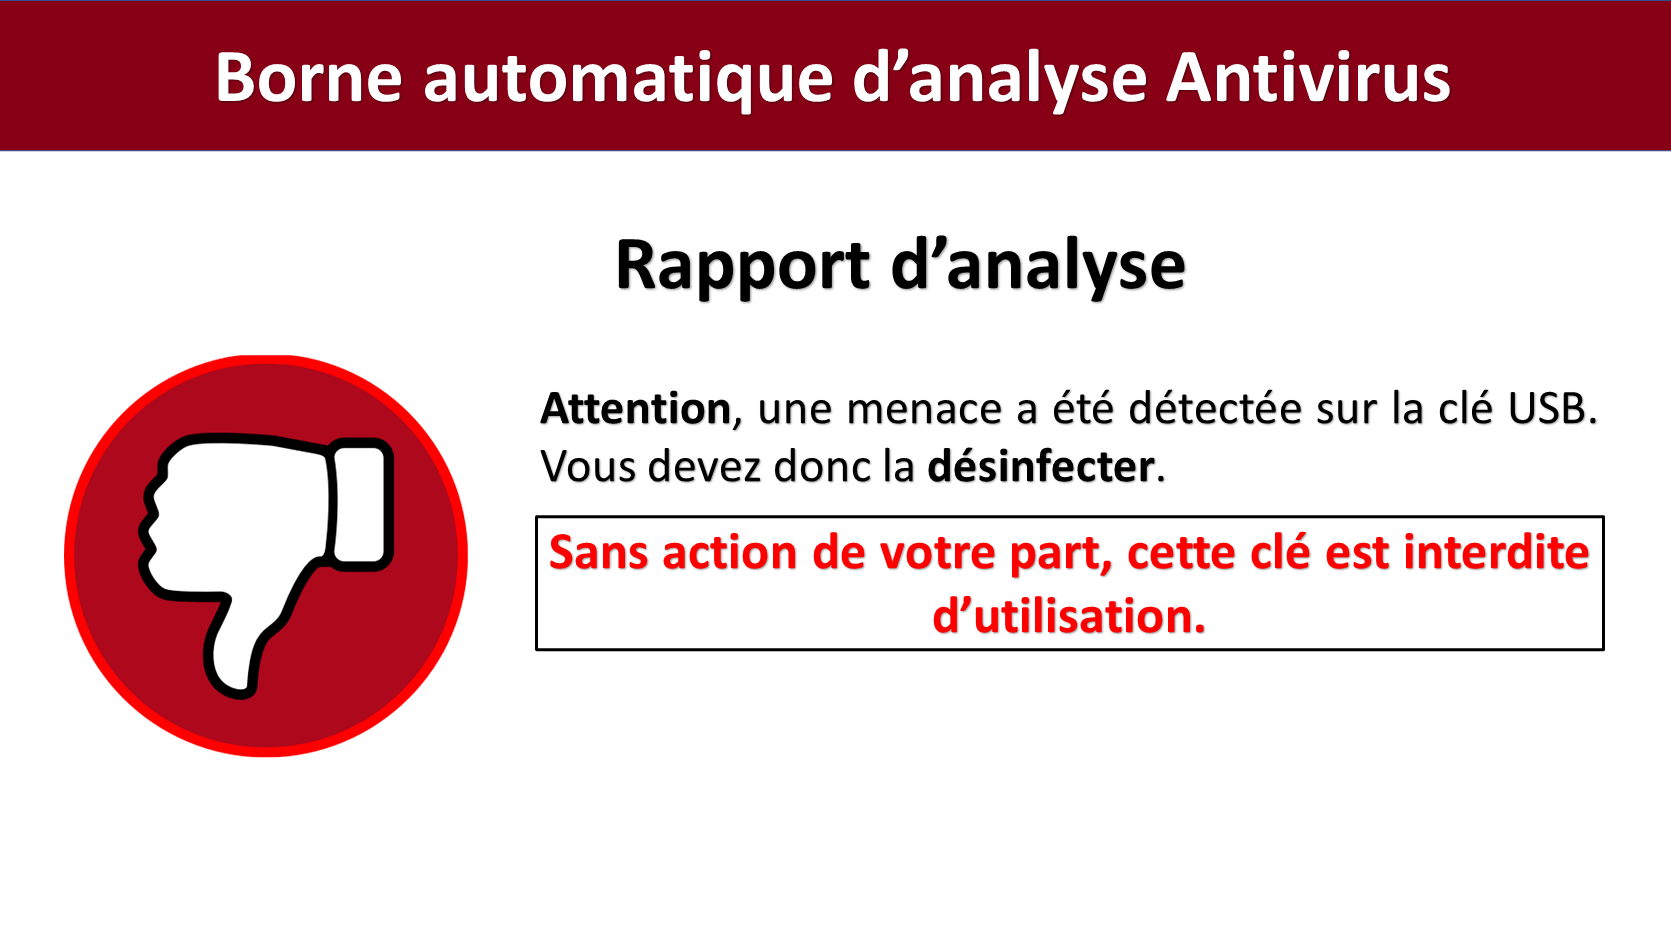 Borne automatique d’analyse Antivirus
Rapport d’analyse
Attention, une menace a été détectée sur la clé USB.
Vous devez donc la désinfecter.
Sans action de votre part, cette clé est interdite
d’utilisation.